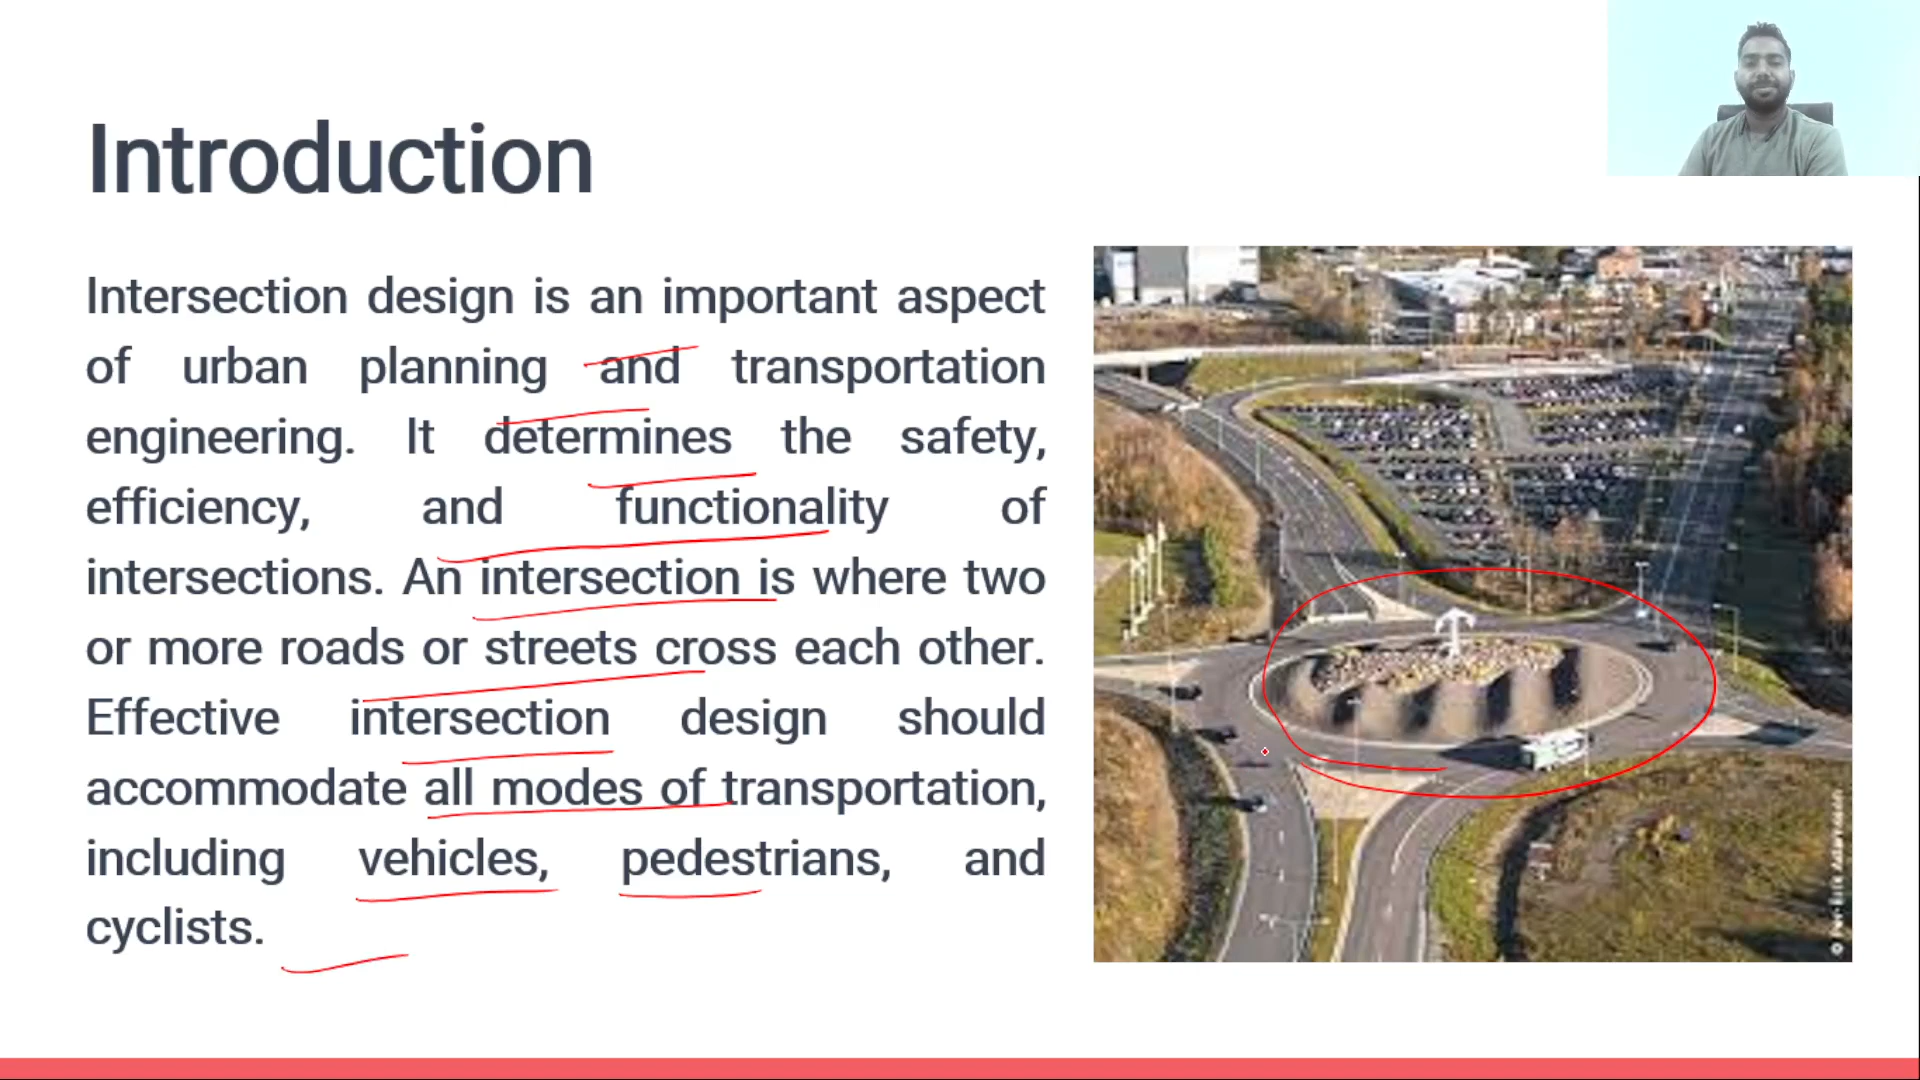 Introduction
Intersection design is an important aspect
of urban planning and transportation
engineering. It determines the safety,
efficiency, and functionality of
intersections. An intersection is where two
or more roads or streets cross each other.
Effective intersection design should
accommodate all modes of transportation,
including vehicles, pedestrians, and
cyclists.